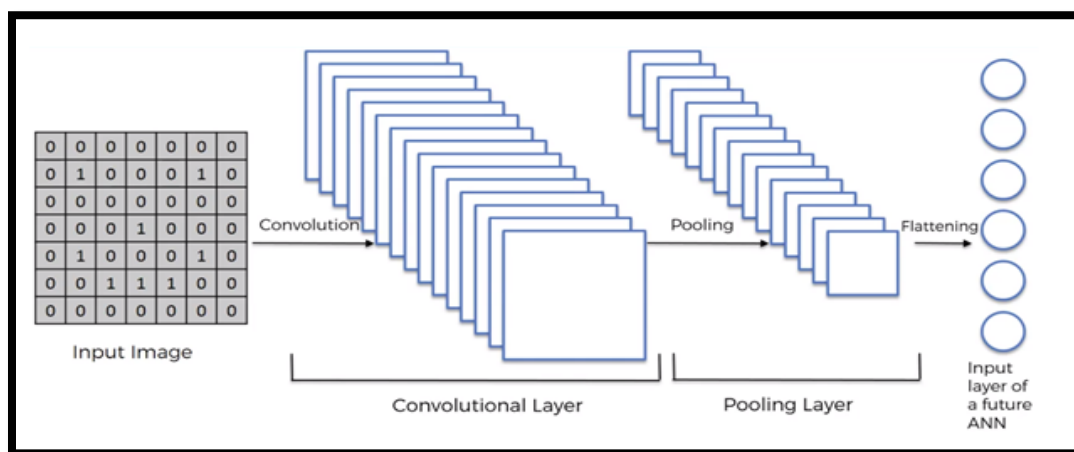 0 0 0 0 0 0 0
0 1 0 0 0 1 0
0 0 0 0 0 0 0
0 0 0 1 0 0 0
0 1 0 0 0 1 0
0 0 1 1 1 0 0
0 0 0 0 0 0 0
Input Image
Convolution
Convolutional Layer
Pooling
Pooling Layer
Flattening
Input
layer of
a future
ANN